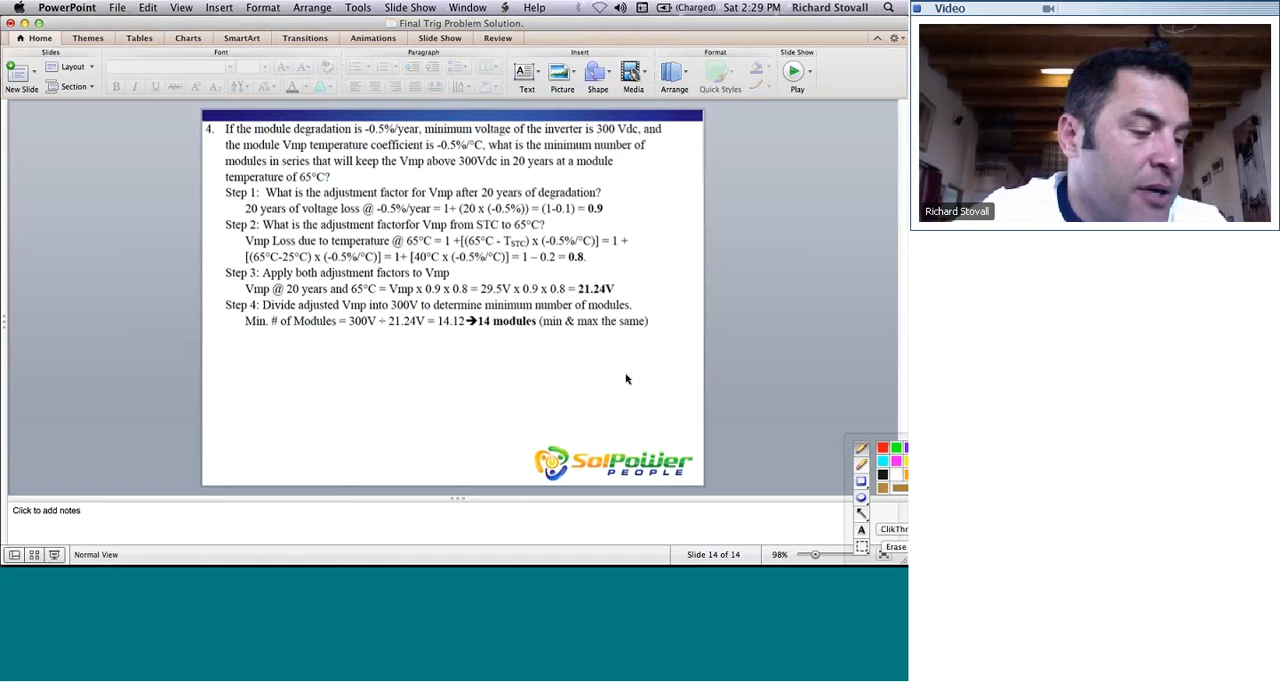 PowerPoint File Edit View Insert Format Arrange Tools Slide Show Window Help (Charged) Sat 2:29 PM Richard Stovall
Video
Final Trig Problem Solution.
Home Themes Tables Charts SmartArt Transitions Animations Slide Show Review
Slides Font Paragraph Insert Format Slide Show
Layout
New Slide Section
B I U ABC A² A₂ A
Text Picture Shape Media Arrange Quick Styles Play
4. If the module degradation is -0.5%/year, minimum voltage of the inverter is 300 Vdc, and
the module Vmp temperature coefficient is -0.5%/°C, what is the minimum number of
modules in series that will keep the Vmp above 300Vdc in 20 years at a module
temperature of 65°C?
Step 1: What is the adjustment factor for Vmp after 20 years of degradation?
20 years of voltage loss @ -0.5%/year = 1+ (20 x (-0.5%)) = (1-0.1) = 0.9
Step 2: What is the adjustment factorfor Vmp from STC to 65°C?
Vmp Loss due to temperature @ 65°C = 1 +[(65°C - TSTC) x (-0.5%/°C)] = 1 +
[(65°C-25°C) x (-0.5%/°C)] = 1+ [40°C x (-0.5%/°C)] = 1 – 0.2 = 0.8.
Step 3: Apply both adjustment factors to Vmp
Vmp @ 20 years and 65°C = Vmp x 0.9 x 0.8 = 29.5V x 0.9 x 0.8 = 21.24V
Step 4: Divide adjusted Vmp into 300V to determine minimum number of modules.
Min. # of Modules = 300V ÷ 21.24V = 14.12➔14 modules (min & max the same)
SolPower
PEOPLE
Richard Stovall
A
ClikThr
Erase
Click to add notes
Normal View Slide 14 of 14 98%